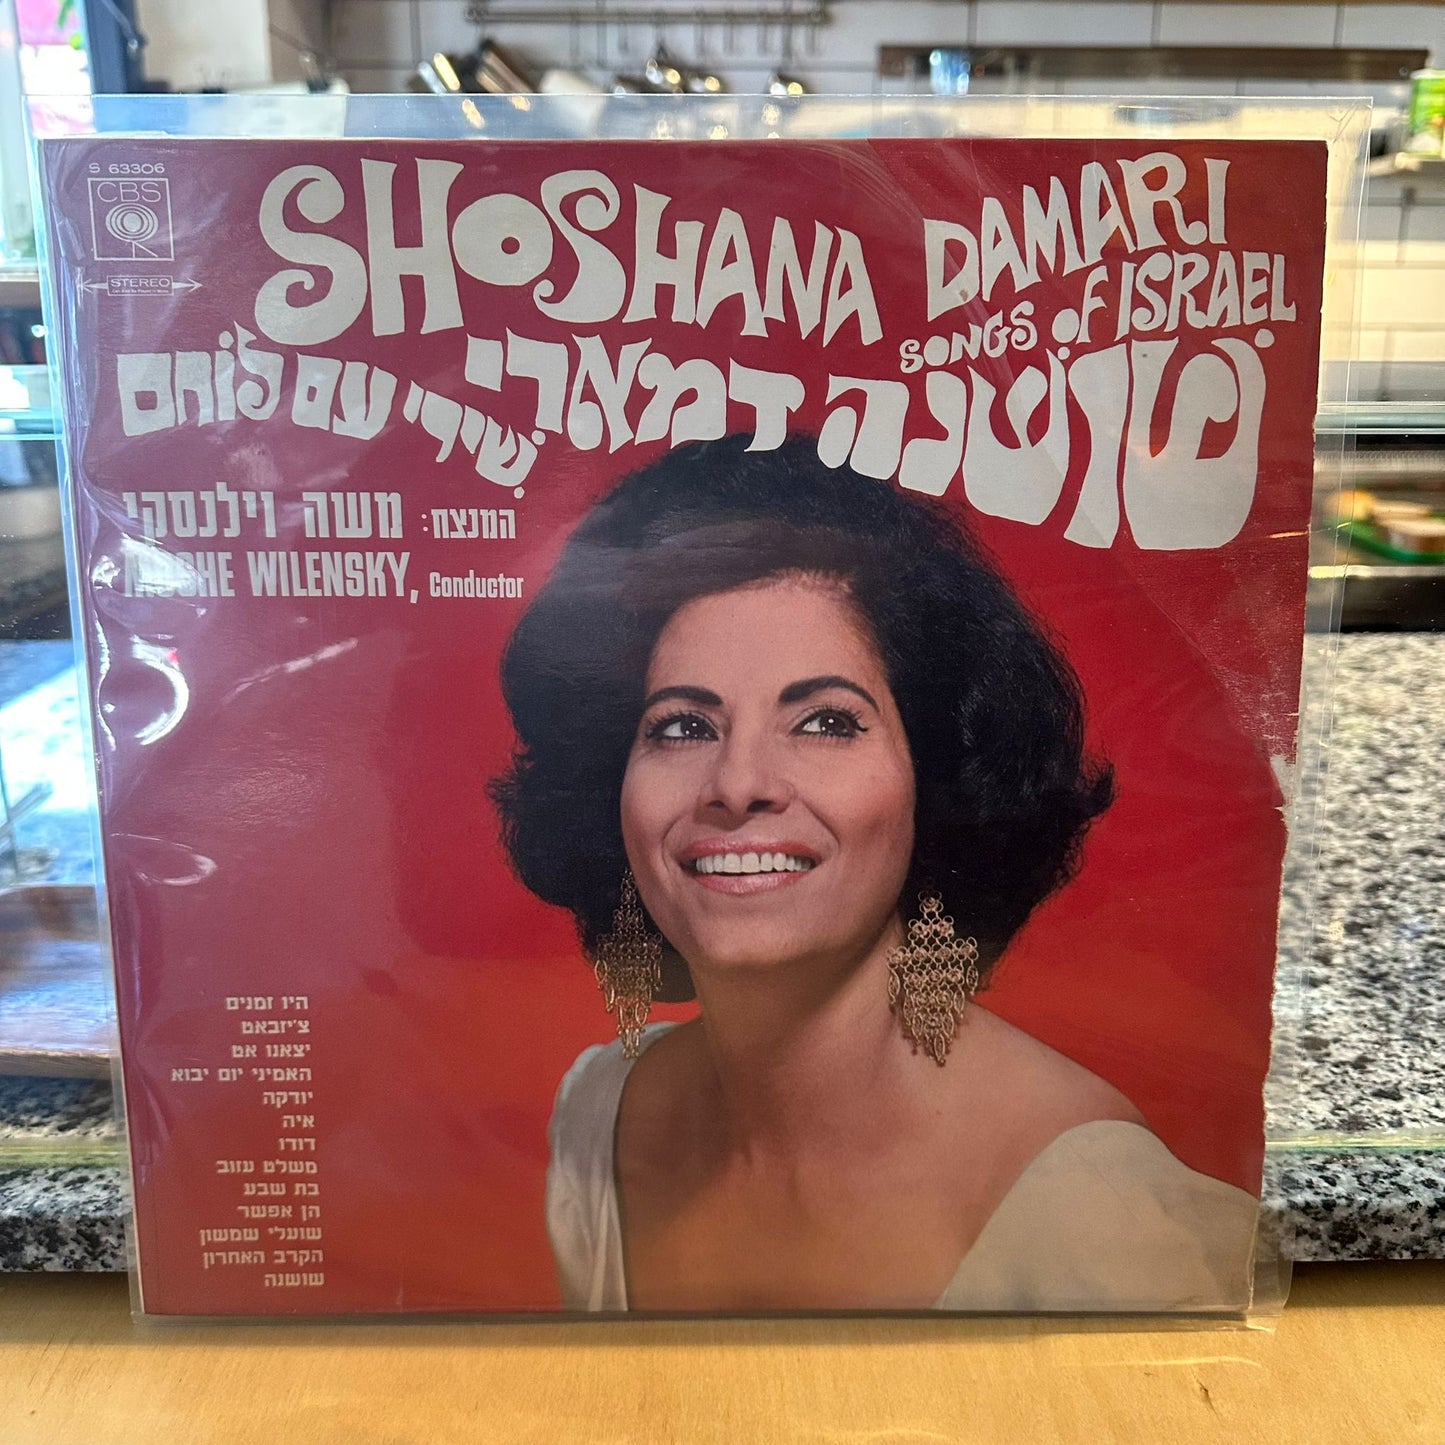 S 63306
CBS
STEREO
SHOSHANA DAMARI
SONGS OF ISRAEL
שושנה דמארי
שירי עם לוחם
המנצח: משה וילנסקי
MOSHE WILENSKY, Conductor
היו זמנים
צ׳יזבאט
יצאנו אט
האמיני יום יבוא
יורקה
איה
דודו
משלט עזוב
בת שבע
הן אפשר
שועלי שמשון
הקרב האחרון
שושנה